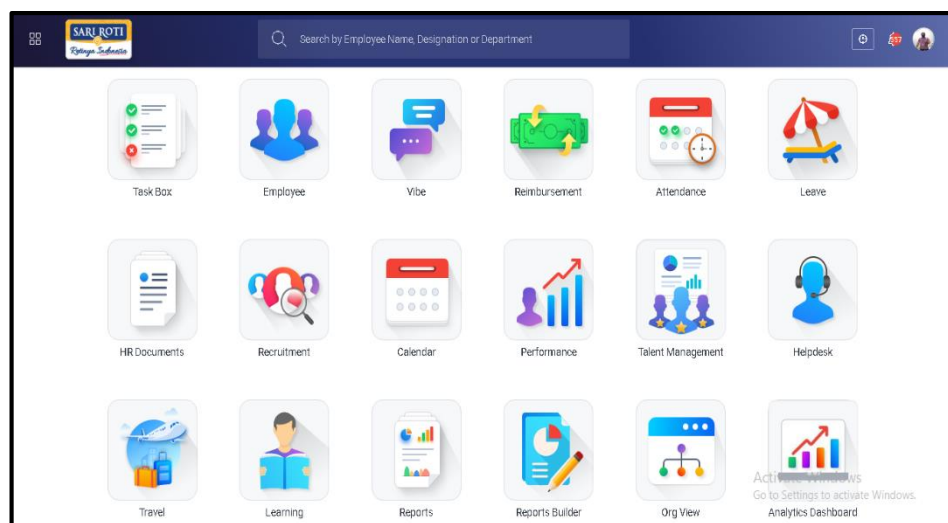 SARI ROTI
Rotinya Indonesia
Search by Employee Name, Designation or Department
Task Box
Employee
Vibe
Reimbursement
Attendance
Leave
HR Documents
Recruitment
Calendar
Performance
Talent Management
Helpdesk
Travel
Learning
Reports
Reports Builder
Org View
Activate Windows
Go to Settings to activate Windows.
Analytics Dashboard